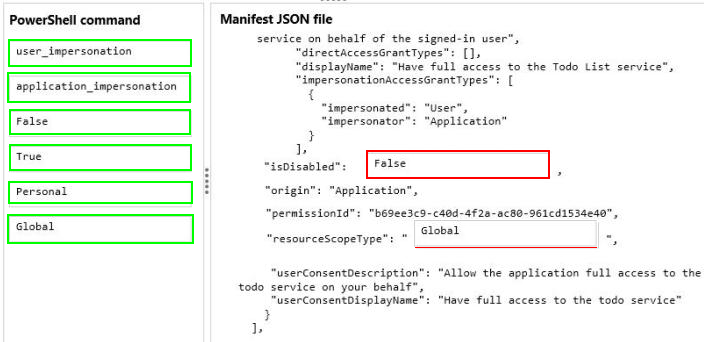 PowerShell command
user_impersonation
application_impersonation
False
True
Personal
Global
Manifest JSON file
service on behalf of the signed-in user",
"directAccessGrantTypes": [],
"displayName": "Have full access to the Todo List service",
"impersonationAccessGrantTypes": [
{
"impersonated": "User",
"impersonator": "Application"
}
],
"isDisabled": False ,
"origin": "Application",
"permissionId": "b69ee3c9-c40d-4f2a-ac80-961cd1534e40",
"resourceScopeType": " Global ",
"userConsentDescription": "Allow the application full access to the
todo service on your behalf",
"userConsentDisplayName": "Have full access to the todo service"
}
],